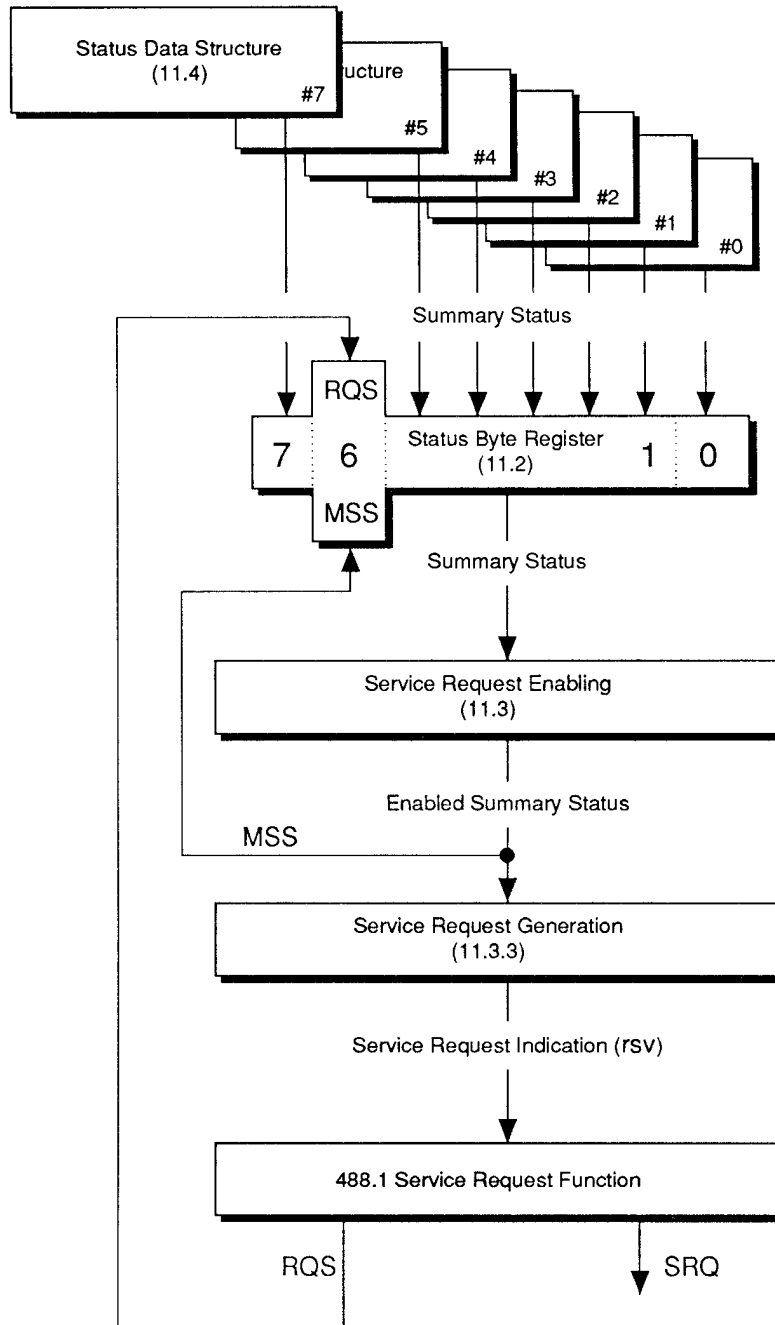 Status Data Structure
(11.4)
#7
ructure
#5
#4
#3
#2
#1
#0
Summary Status
RQS
7
6
Status Byte Register
(11.2)
1
0
MSS
Summary Status
Service Request Enabling
(11.3)
Enabled Summary Status
MSS
Service Request Generation
(11.3.3)
Service Request Indication (rsv)
488.1 Service Request Function
RQS
SRQ